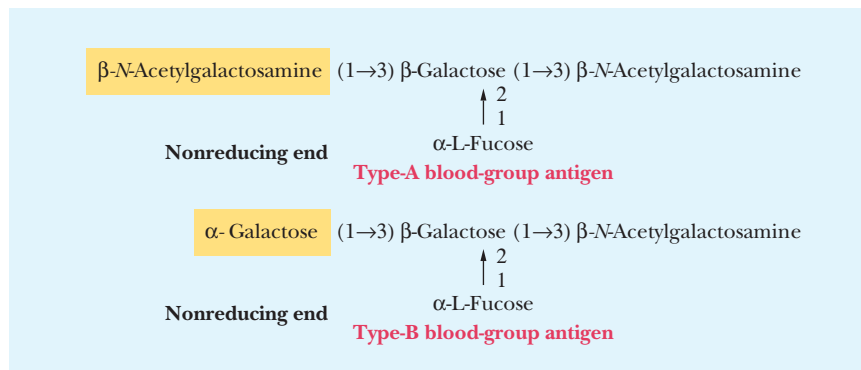 β-N-Acetylgalactosamine (1→3) β-Galactose (1→3) β-N-Acetylgalactosamine
2
1
α-L-Fucose
Nonreducing end
Type-A blood-group antigen
α- Galactose (1→3) β-Galactose (1→3) β-N-Acetylgalactosamine
2
1
α-L-Fucose
Nonreducing end
Type-B blood-group antigen